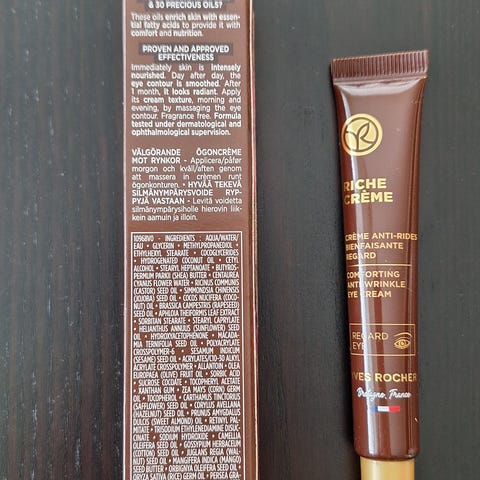 & 30 PRECIOUS OILS?
These oils enrich skin with essen-
tial fatty acids to provide it with
comfort and nutrition.
PROVEN AND APPROVED
EFFECTIVENESS
Immediately skin is intensely
nourished. Day after day, the
eye contour is smoothed. After
1 month, it looks radiant. Apply
its cream texture, morning and
evening, by massaging the eye
contour. Fragrance free. Formula
tested under dermatological and
ophthalmological supervision.
VÄLGÖRANDE ÖGONCRÈME
MOT RYNKOR - Applicera/påför
morgon och kväll/aften genom
att massera in crèmen runt
ögonkonturen. • HYVÄÄ TEKEVÄ
SILMÄNYMPÄRYSVOIDE RYP-
PYJÄ VASTAAN - Levitä voidetta
silmänympärysiholle hierovin liik-
kein aamuin ja illoin.
10968V0 - INGREDIENTS : AQUA/WATER/
EAU • GLYCERIN • METHYLPROPANEDIOL •
ETHYLHEXYL STEARATE • COCOGLYCERIDES
• HYDROGENATED COCONUT OIL • CETYL
ALCOHOL • STEARYL HEPTANOATE • BUTYROS-
PERMUM PARKII (SHEA) BUTTER • CENTAUREA
CYANUS FLOWER WATER • RICINUS COMMUNIS
(CASTOR) SEED OIL • SIMMONDSIA CHINENSIS
(JOJOBA) SEED OIL • COCOS NUCIFERA (COCO-
NUT) OIL • BRASSICA CAMPESTRIS (RAPESEED)
SEED OIL • APHLOIA THEIFORMIS LEAF EXTRACT
• SORBITAN STEARATE • STEARYL CAPRYLATE
• HELIANTHUS ANNUUS (SUNFLOWER) SEED
OIL • HYDROXYACETOPHENONE • MACADA-
MIA TERNIFOLIA SEED OIL • POLYACRYLATE
CROSSPOLYMER-6 • SESAMUM INDICUM
(SESAME) SEED OIL • ACRYLATES/C10-30 ALKYL
ACRYLATE CROSSPOLYMER • ALLANTOIN • OLEA
EUROPAEA (OLIVE) FRUIT OIL • SORBIC ACID
• SUCROSE COCOATE • TOCOPHERYL ACETATE
• XANTHAN GUM • ZEA MAYS (CORN) GERM
OIL • TOCOPHEROL • CARTHAMUS TINCTORIUS
(SAFFLOWER) SEED OIL • CORYLUS AVELLANA
(HAZELNUT) SEED OIL • PRUNUS AMYGDALUS
DULCIS (SWEET ALMOND) OIL • RETINYL PAL-
MITATE • TRISODIUM ETHYLENEDIAMINE DISUC-
CINATE • SODIUM HYDROXIDE • CAMELLIA
OLEIFERA SEED OIL • GOSSYPIUM HERBACEUM
(COTTON) SEED OIL • JUGLANS REGIA (WAL-
NUT) SEED OIL • MANGIFERA INDICA (MANGO)
SEED BUTTER • ORBIGNYA OLEIFERA SEED OIL •
ORYZA SATIVA (RICE) GERM OIL • PERSEA GRA-
RICHE
CRÈME
CRÈME ANTI-RIDES
BIENFAISANTE
REGARD
COMFORTING
ANTIWRINKLE
EYE CREAM
REGARD
EYE
YVES ROCHER
Bretagne, France